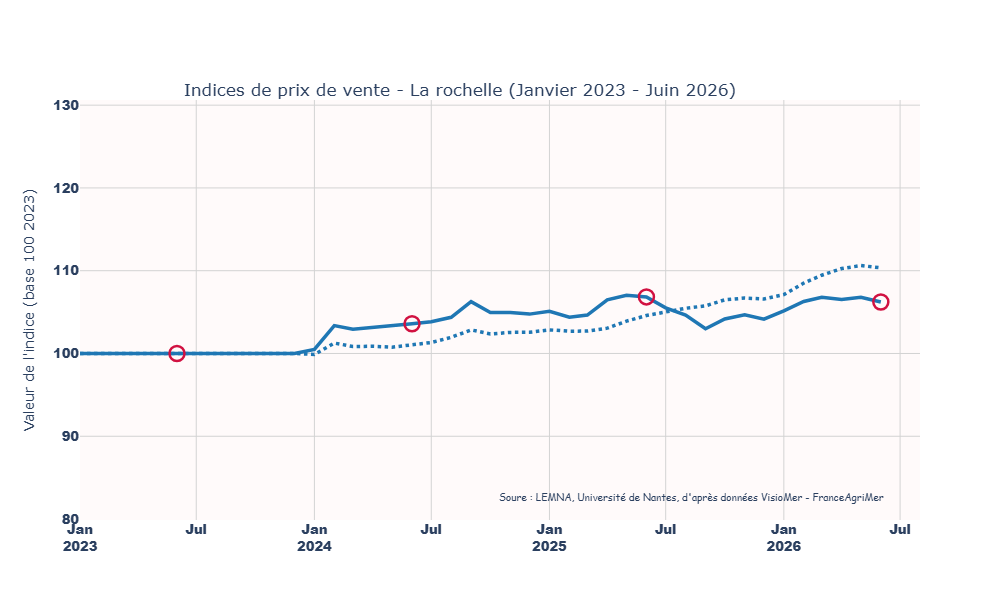 Indices de prix de vente - La rochelle (Janvier 2023 - Juin 2026)
Valeur de l'indice (base 100 2023)
130
120
110
100
90
80
Jan
2023
Jul
Jan
2024
Jul
Jan
2025
Jul
Jan
2026
Jul
Soure : LEMNA, Université de Nantes, d'après données VisioMer - FranceAgriMer